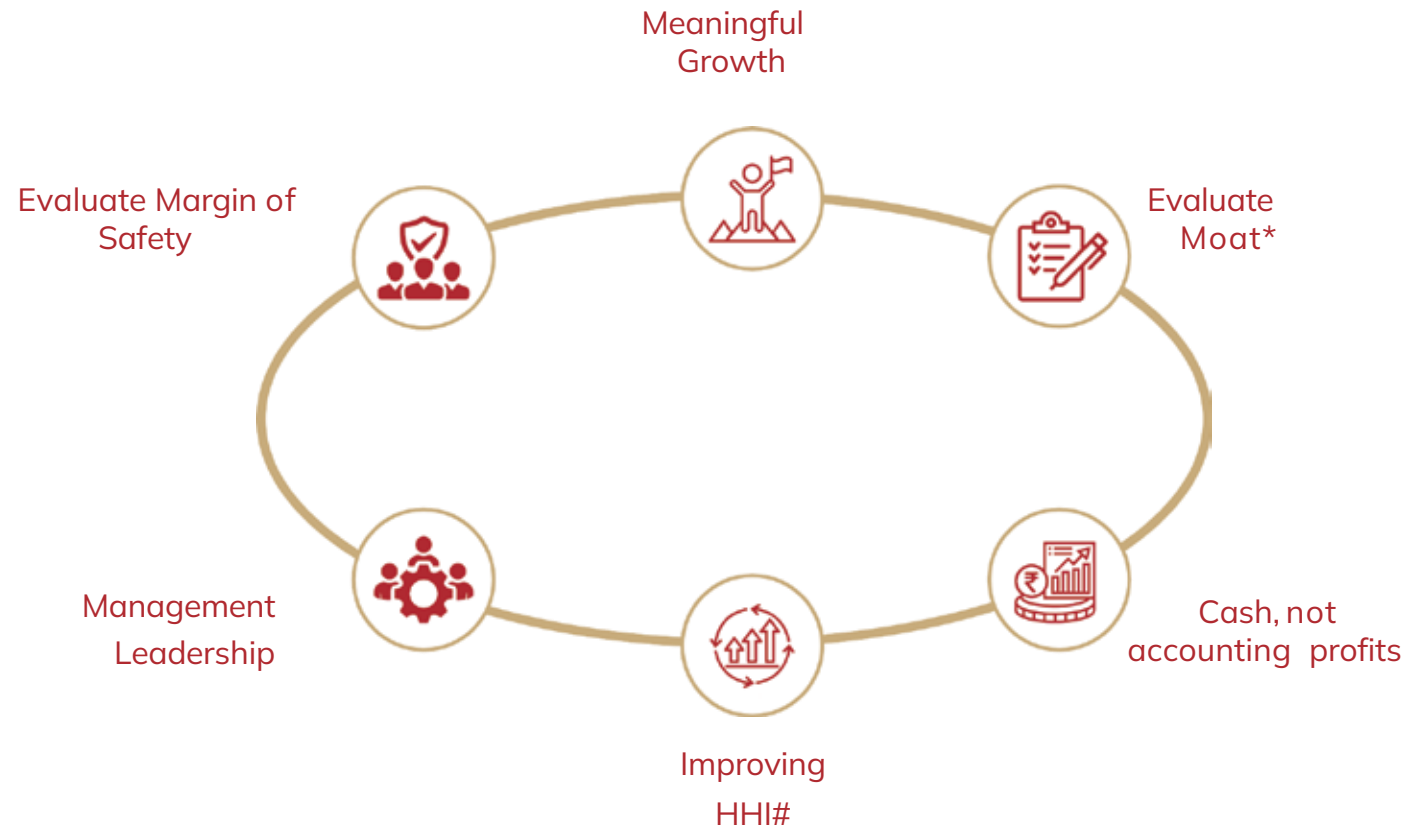 Meaningful
Growth
Evaluate Margin of
Safety
Evaluate
Moat*
Management
Leadership
Cash, not
accounting profits
Improving
HHI#
₹